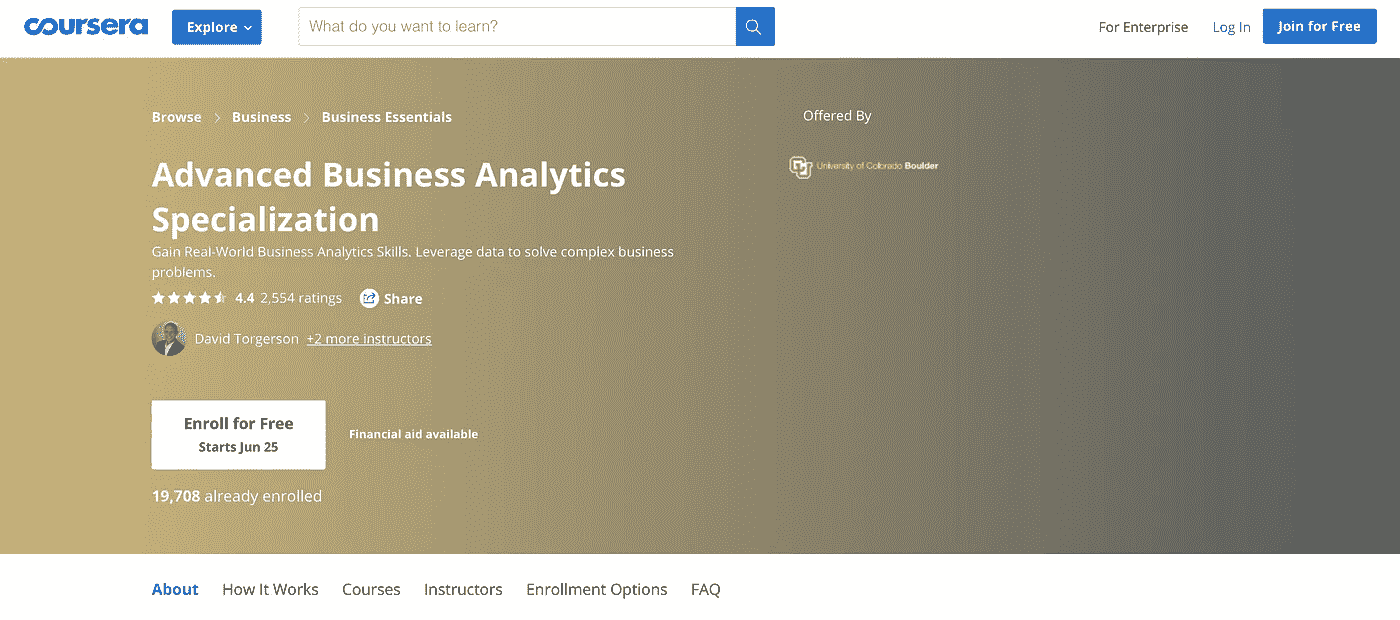 coursera
Explore
What do you want to learn?
For Enterprise
Log In
Join for Free
Browse
Business
Business Essentials
Offered By
University of Colorado Boulder
Advanced Business Analytics
Specialization
Gain Real-World Business Analytics Skills. Leverage data to solve complex business
problems.
4.4 2,554 ratings
Share
David Torgerson +2 more instructors
Enroll for Free
Starts Jun 25
Financial aid available
19,708 already enrolled
About
How It Works
Courses
Instructors
Enrollment Options
FAQ